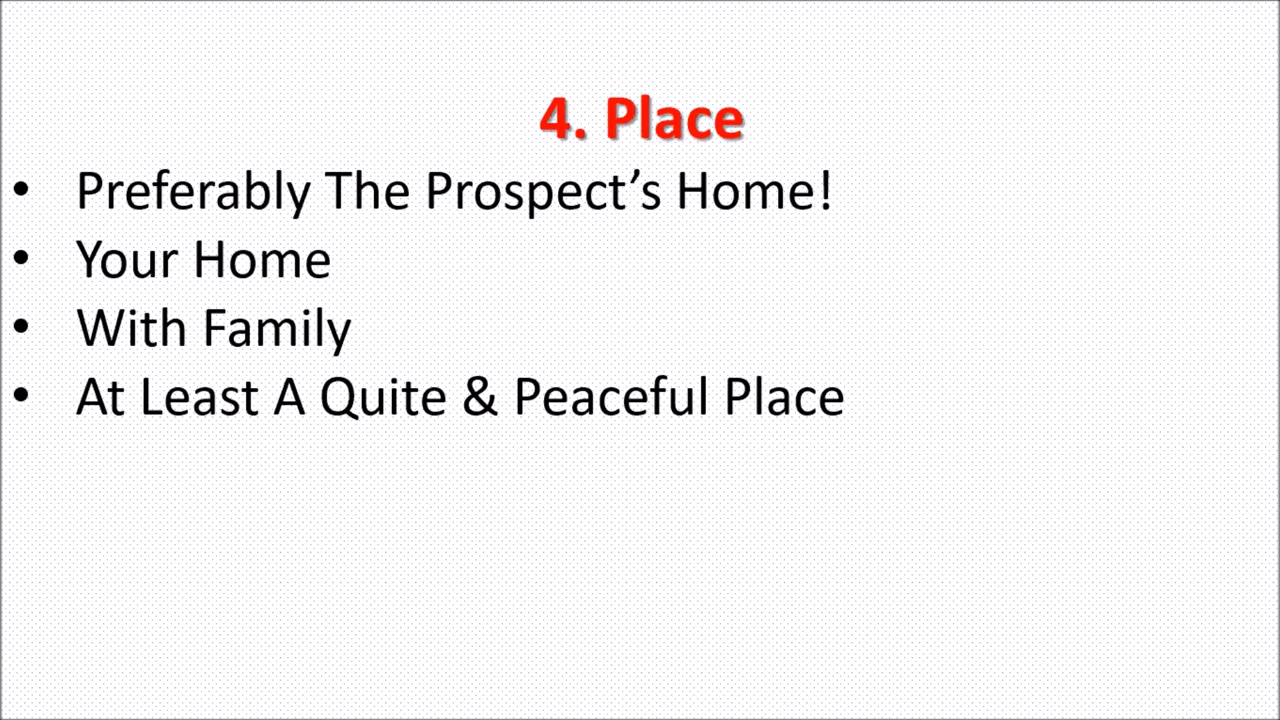 4. Place
• Preferably The Prospect’s Home!
• Your Home
• With Family
• At Least A Quite & Peaceful Place